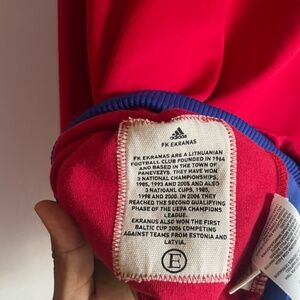 adidas
FK EKRANAS
FK EKRANAS ARE A LITHUANIAN
FOOTBALL CLUB FOUNDED IN 1964
AND BASED IN THE TOWN OF
PANEVEZYS. THEY HAVE WON
3 NATIONAL CHAMPIONSHIPS,
1985, 1993 AND 2005 AND ALSO
3 NATIOANL CUPS, 1985,
1998 AND 2000. IN 2006 THEY
REACHED THE SECOND QUALIFYING
PHASE OF THE UEFA CHAMPIONS
LEAGUE.
EKRANUS ALSO WON THE FIRST
BALTIC CUP 2006 COMPETING
AGAINST TEAMS FROM ESTONIA AND
LATVIA.
E